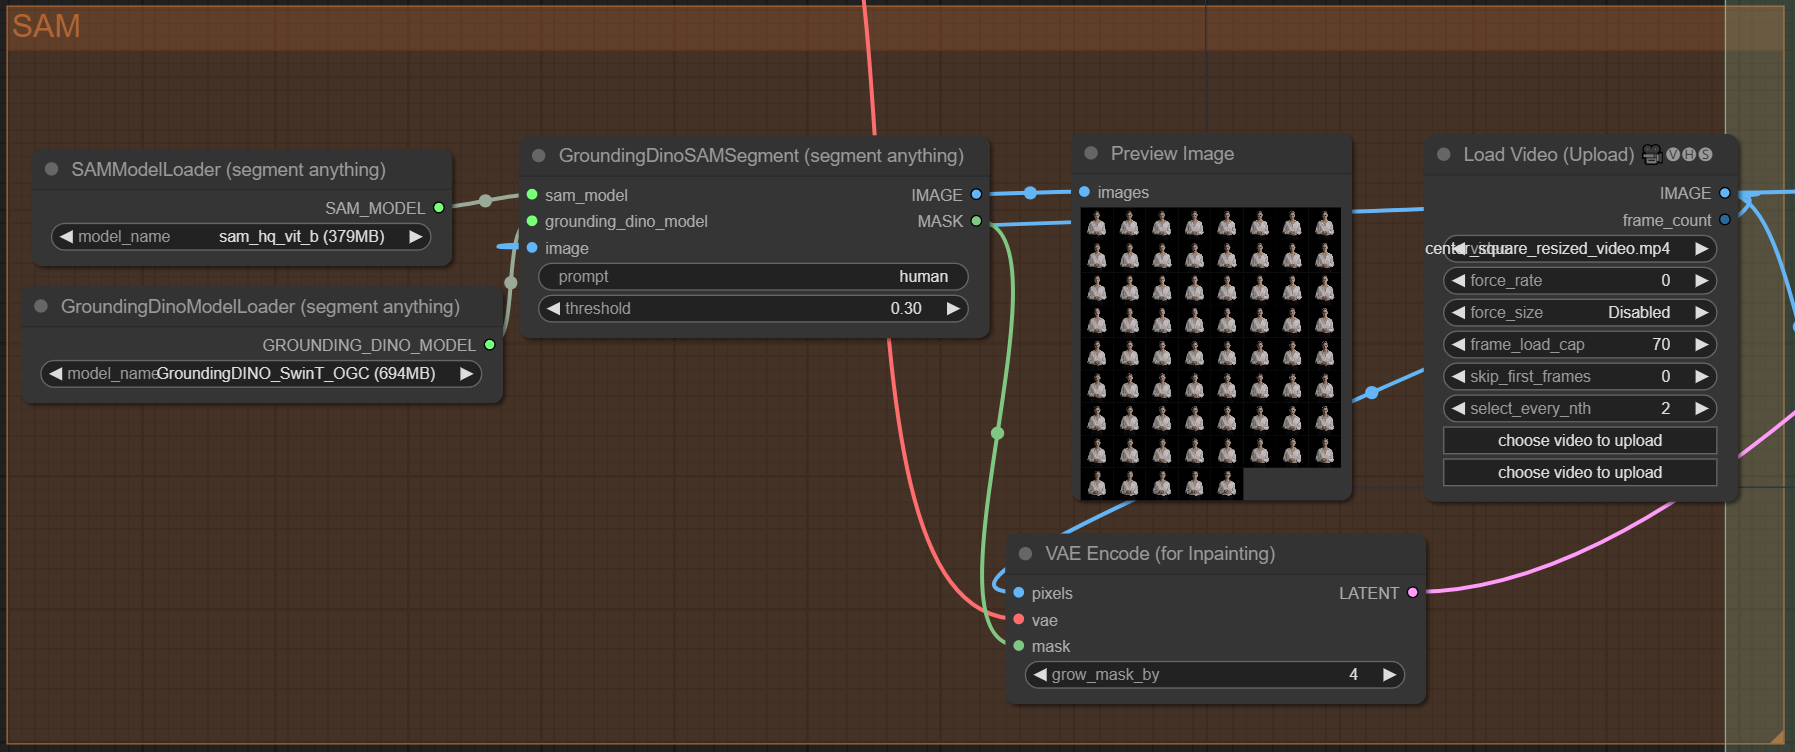 SAM
SAMModelLoader (segment anything)
SAM_MODEL
model_name sam_hq_vit_b (379MB)
GroundingDinoModelLoader (segment anything)
GROUNDING_DINO_MODEL
model_name GroundingDINO_SwinT_OGC (694MB)
GroundingDinoSAMSegment (segment anything)
sam_model IMAGE
grounding_dino_model MASK
image
prompt human
threshold 0.30
Preview Image
images
Load Video (Upload) VHS
IMAGE
frame_count
center_square_resized_video.mp4
force_rate 0
force_size Disabled
frame_load_cap 70
skip_first_frames 0
select_every_nth 2
choose video to upload
choose video to upload
VAE Encode (for Inpainting)
pixels LATENT
vae
mask
grow_mask_by 4